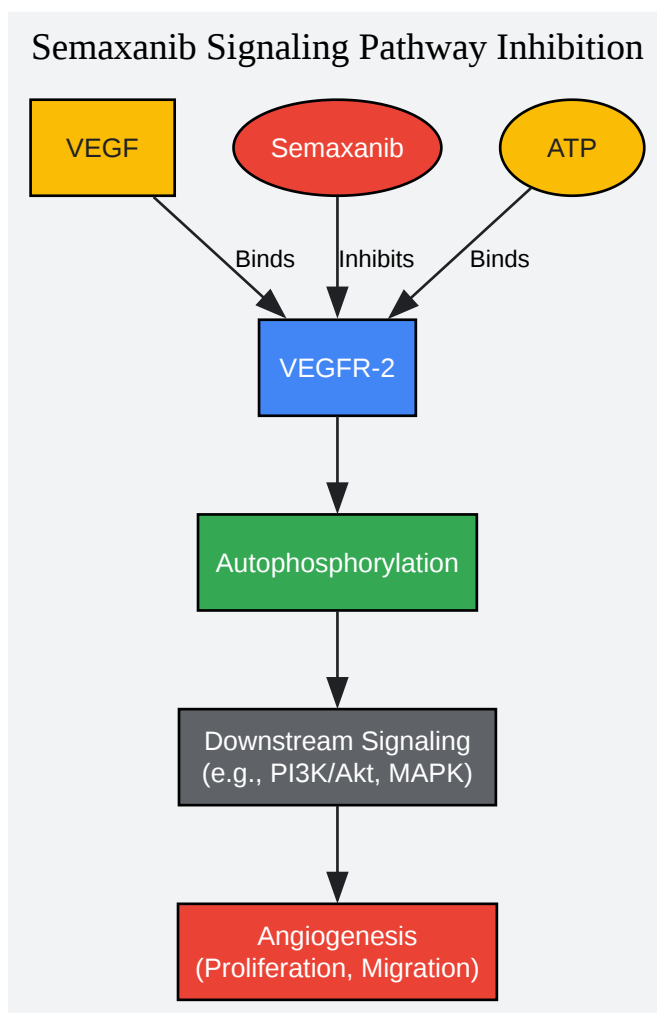 Semaxanib Signaling Pathway Inhibition
VEGF
Semaxanib
ATP
Binds
Inhibits
Binds
VEGFR-2
Autophosphorylation
Downstream Signaling
(e.g., PI3K/Akt, MAPK)
Angiogenesis
(Proliferation, Migration)